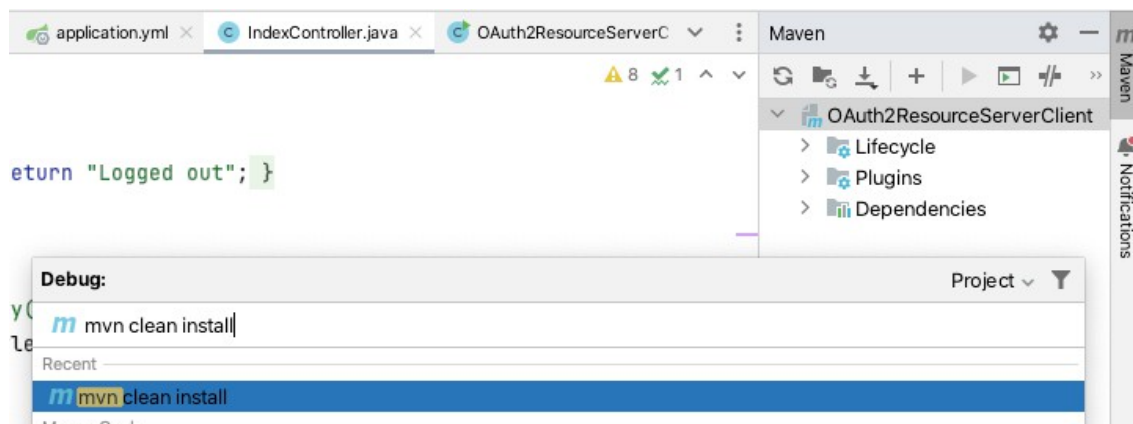 application.yml IndexController.java OAuth2ResourceServerC Maven
8 1
OAuth2ResourceServerClient
Lifecycle
eturn "Logged out"; }
Plugins
Dependencies
Maven
Notifications
Debug: Project
y(
mvn clean install
le
Recent
mvn clean install